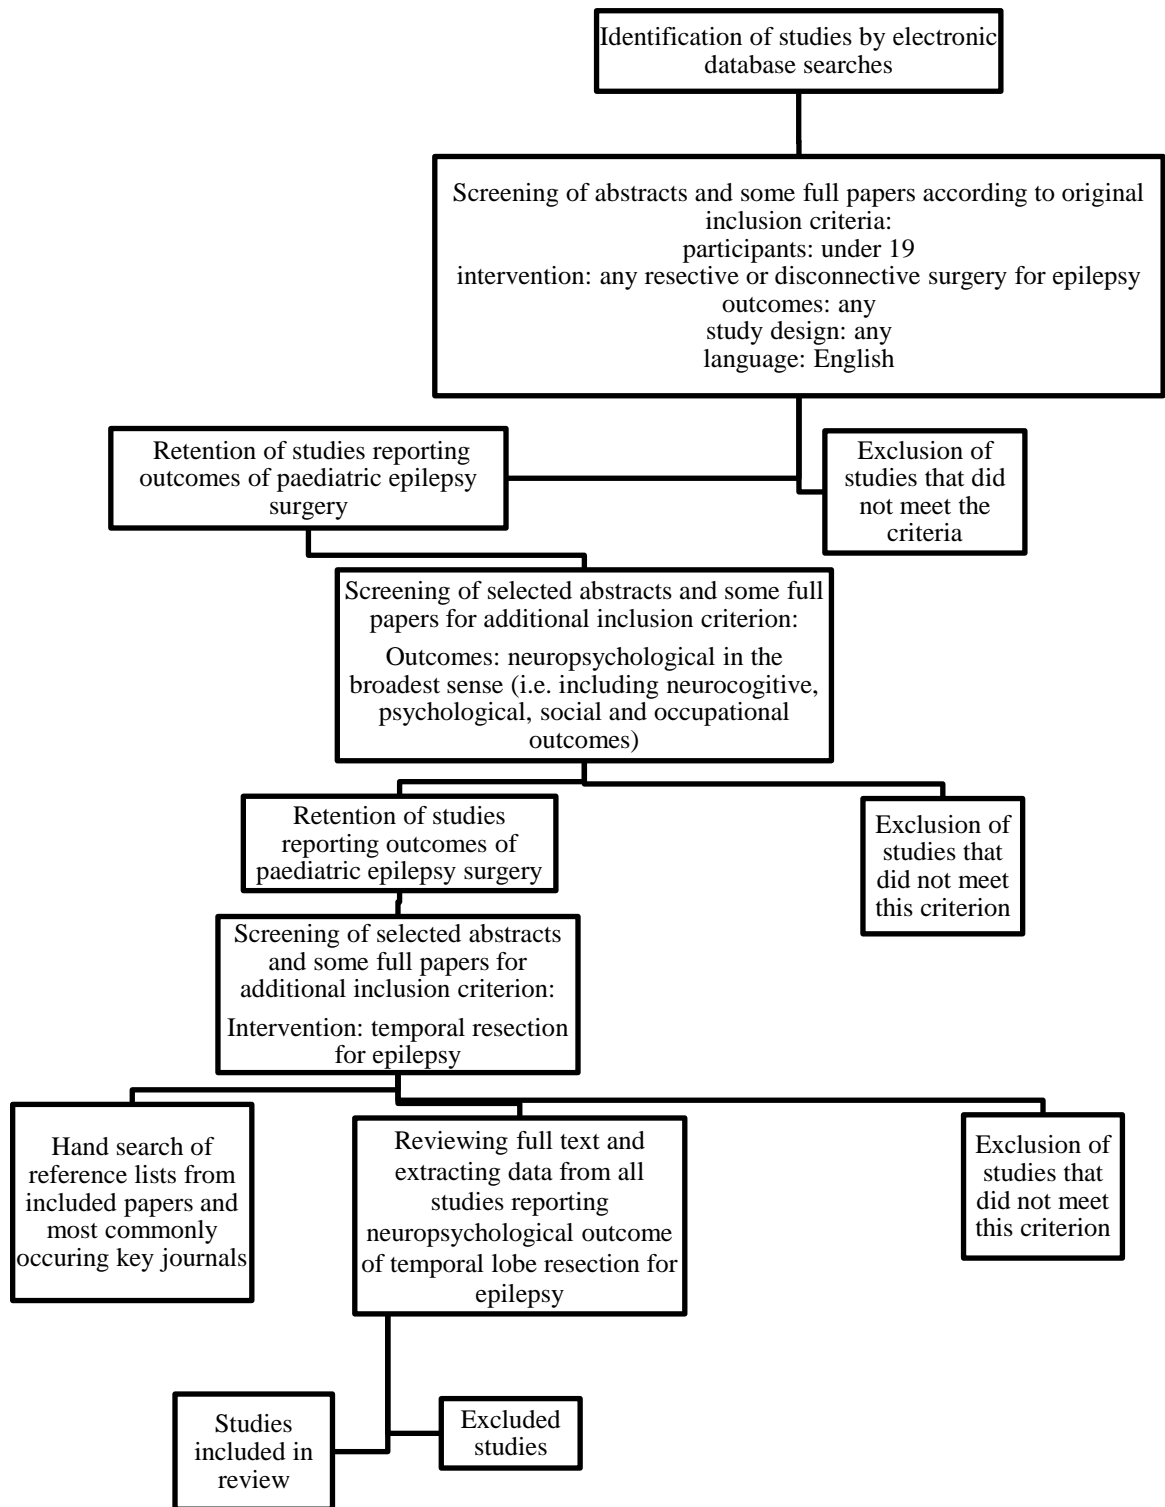 Identification of studies by electronic
database searches
Screening of abstracts and some full papers according to original
inclusion criteria:
participants: under 19
intervention: any resective or disconnective surgery for epilepsy
outcomes: any
study design: any
language: English
Retention of studies reporting
outcomes of paediatric epilepsy
surgery
Exclusion of
studies that did
not meet the
criteria
Screening of selected abstracts and some full
papers for additional inclusion criterion:
Outcomes: neuropsychological in the
broadest sense (i.e. including neurocogitive,
psychological, social and occupational
outcomes)
Retention of studies
reporting outcomes of
paediatric epilepsy surgery
Exclusion of
studies that
did not meet
this criterion
Screening of selected abstracts
and some full papers for
additional inclusion criterion:
Intervention: temporal resection
for epilepsy
Hand search of
reference lists from
included papers and
most commonly
occuring key journals
Reviewing full text and
extracting data from all
studies reporting
neuropsychological outcome
of temporal lobe resection for
epilepsy
Exclusion of
studies that
did not meet
this criterion
Studies
included in
review
Excluded
studies